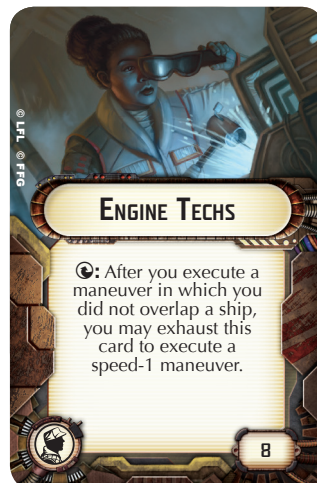 © LFL © FFG
ENGINE TECHS
: After you execute a
maneuver in which you
did not overlap a ship,
you may exhaust this
card to execute a
speed-1 maneuver.
8